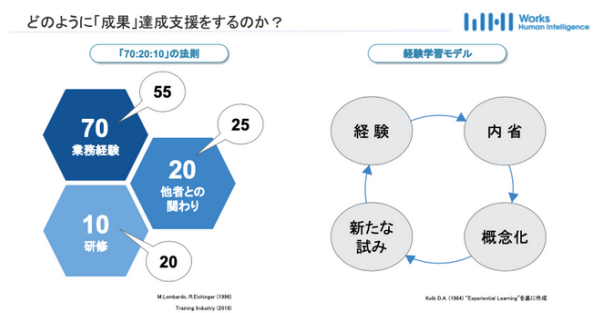 どのように「成果」達成支援をするのか?
Works
Human Intelligence
「70:20:10」の法則
経験学習モデル
55
70
業務経験
25
20
他者との
関わり
10
研修
20
経験
内省
新たな
試み
概念化
M.Lombardo, R.Eichinger (1996)
Training Industry (2018)
Kolb D.A. (1984) "Experiential Learning"を基に作成